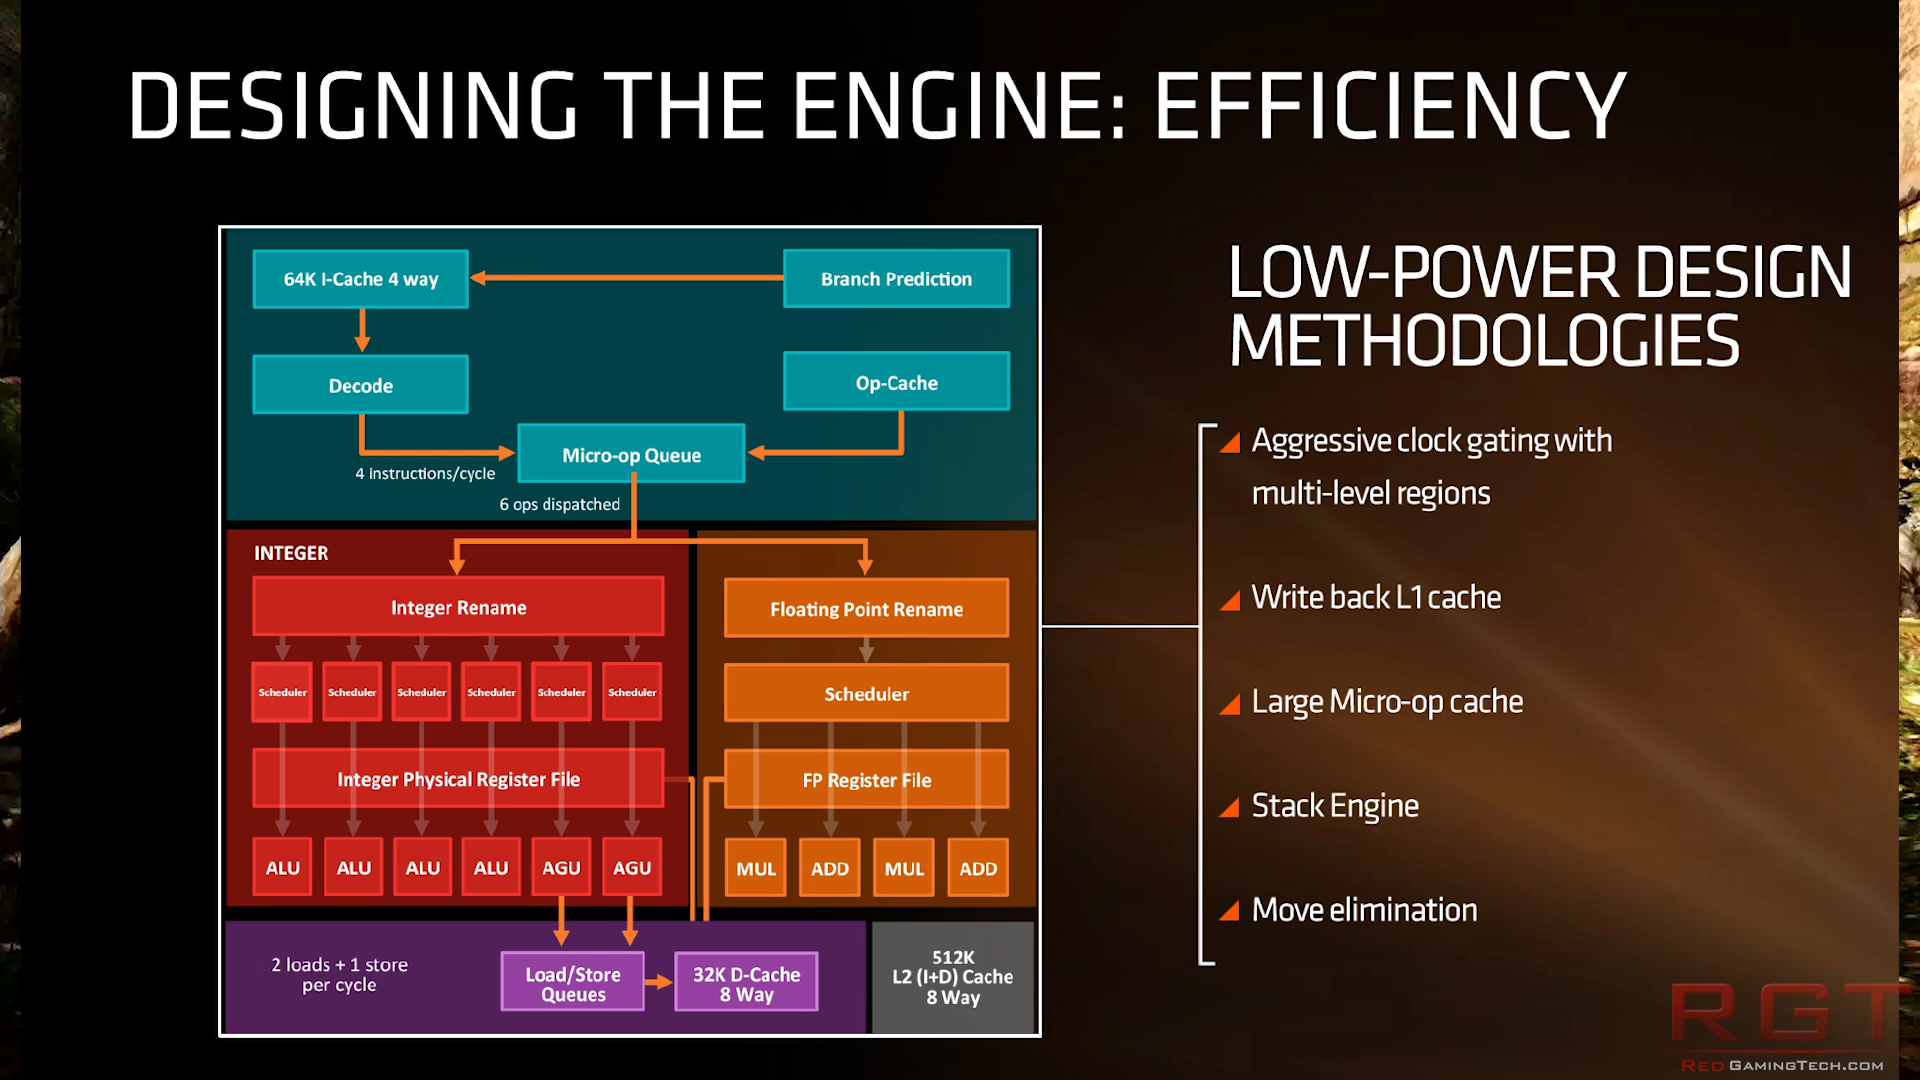 DESIGNING THE ENGINE: EFFICIENCY
64K I-Cache 4 way
Branch Prediction
Decode
Op-Cache
Micro-op Queue
4 instructions/cycle
6 ops dispatched
INTEGER
Integer Rename
Floating Point Rename
Scheduler Scheduler Scheduler Scheduler Scheduler Scheduler
Scheduler
Integer Physical Register File
FP Register File
ALU ALU ALU ALU AGU AGU
MUL ADD MUL ADD
2 loads + 1 store
per cycle
Load/Store
Queues
32K D-Cache
8 Way
512K
L2 (I+D) Cache
8 Way
LOW-POWER DESIGN
METHODOLOGIES
Aggressive clock gating with
multi-level regions
Write back L1 cache
Large Micro-op cache
Stack Engine
Move elimination
RGT
REDGAMINGTECH.COM